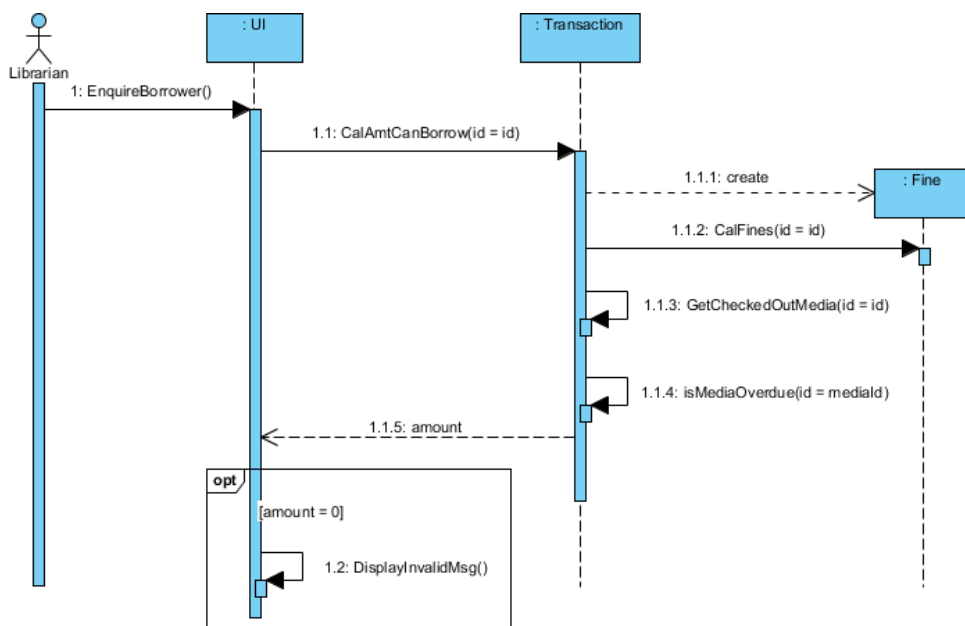 : UI
: Transaction
Librarian
1: EnquireBorrower()
1.1: CalAmtCanBorrow(id = id)
1.1.1: create
: Fine
1.1.2: CalFines(id = id)
1.1.3: GetCheckedOutMedia(id = id)
1.1.4: isMediaOverdue(id = mediaId)
1.1.5: amount
opt
[amount = 0]
1.2: DisplayInvalidMsg()